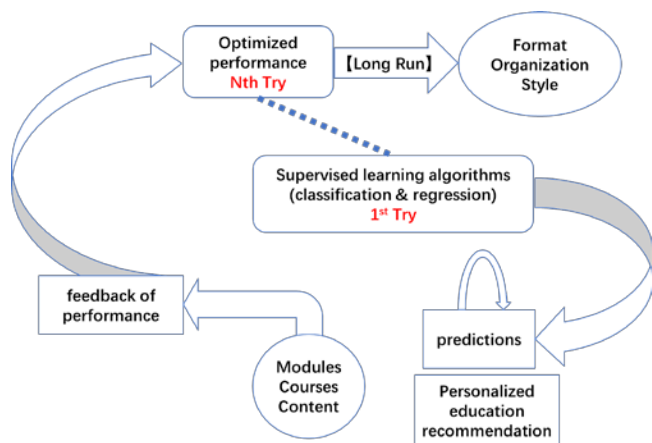 Optimized
performance
Nth Try
【Long Run】
Format
Organization
Style
Supervised learning algorithms
(classification & regression)
1st Try
feedback of
performance
predictions
Modules
Courses
Content
Personalized
education
recommendation